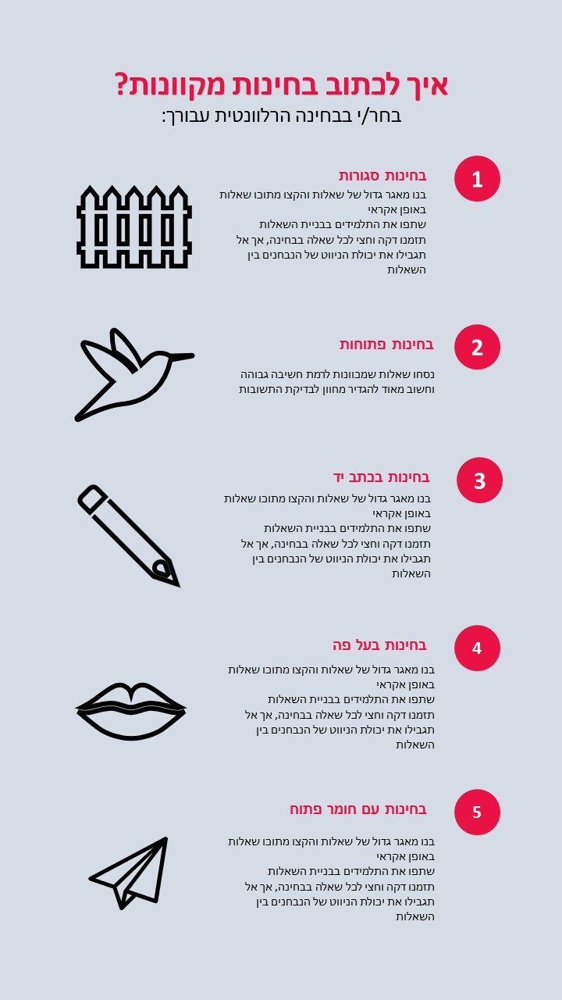 איך לכתוב בחינות מקוונות?
בחר/י בבחינה הרלוונטית עבורך:
1
בחינות סגורות
בנו מאגר גדול של שאלות והקצו מתוכו שאלות
באופן אקראי
שתפו את התלמידים בבניית השאלות
תזמנו דקה וחצי לכל שאלה בבחינה, אך אל
תגבילו את יכולת הניווט של הנבחנים בין
השאלות
2
בחינות פתוחות
נסחו שאלות שמכוונות לרמת חשיבה גבוהה
וחשוב מאוד להגדיר מחוון לבדיקת התשובות
3
בחינות בכתב יד
בנו מאגר גדול של שאלות והקצו מתוכו שאלות
באופן אקראי
שתפו את התלמידים בבניית השאלות
תזמנו דקה וחצי לכל שאלה בבחינה, אך אל
תגבילו את יכולת הניווט של הנבחנים בין
השאלות
4
בחינות בעל פה
בנו מאגר גדול של שאלות והקצו מתוכו שאלות
באופן אקראי
שתפו את התלמידים בבניית השאלות
תזמנו דקה וחצי לכל שאלה בבחינה, אך אל
תגבילו את יכולת הניווט של הנבחנים בין
השאלות
5
בחינות עם חומר פתוח
בנו מאגר גדול של שאלות והקצו מתוכו שאלות
באופן אקראי
שתפו את התלמידים בבניית השאלות
תזמנו דקה וחצי לכל שאלה בבחינה, אך אל
תגבילו את יכולת הניווט של הנבחנים בין
השאלות